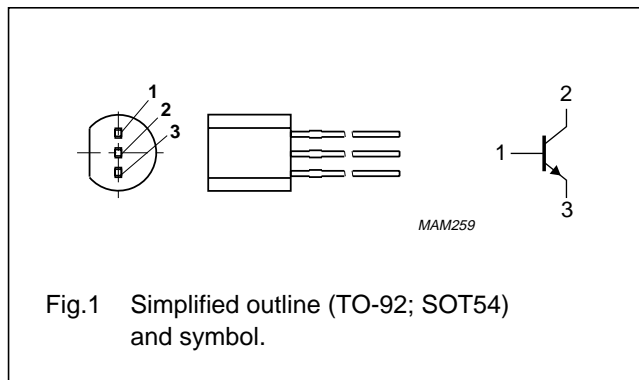 1
2
3
2
1
3
MAM259
Fig.1 Simplified outline (TO-92; SOT54)
and symbol.